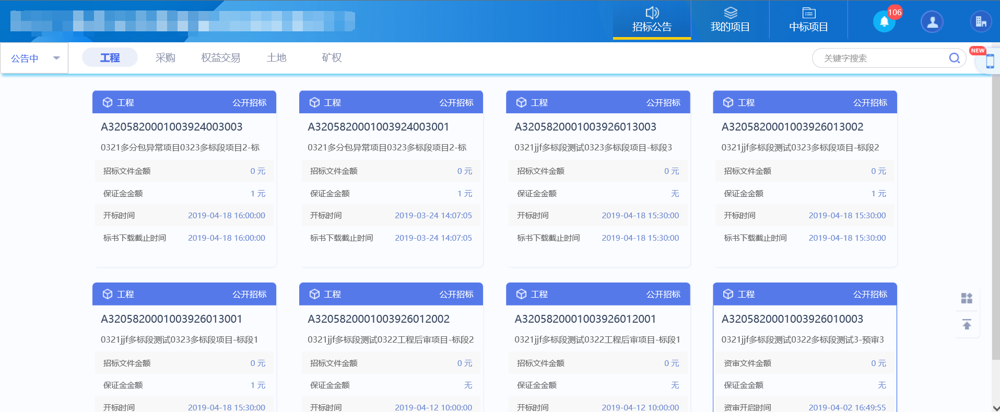 招标公告
我的项目
中标项目
106
公告中
工程
采购
权益交易
土地
矿权
关键字搜索
NEW
工程 公开招标
A3205820001003924003003
0321多分包异常项目0323多标段项目2-标
招标文件金额 0 元
保证金金额 1 元
开标时间 2019-04-18 16:00:00
标书下载截止时间 2019-04-18 16:00:00
工程 公开招标
A3205820001003924003001
0321多分包异常项目0323多标段项目2-标
招标文件金额 0 元
保证金金额 1 元
开标时间 2019-03-24 14:07:05
标书下载截止时间 2019-03-24 14:07:05
工程 公开招标
A3205820001003926013003
0321jjf多标段测试0323多标段项目-标段3
招标文件金额 0 元
保证金金额 无
开标时间 2019-04-18 15:30:00
标书下载截止时间 2019-04-18 15:30:00
工程 公开招标
A3205820001003926013002
0321jjf多标段测试0323多标段项目-标段2
招标文件金额 0 元
保证金金额 1 元
开标时间 2019-04-18 15:30:00
标书下载截止时间 2019-04-18 15:30:00
工程 公开招标
A3205820001003926013001
0321jjf多标段测试0323多标段项目-标段1
招标文件金额 0 元
保证金金额 1 元
开标时间 2019-04-18 15:30:00
工程 公开招标
A3205820001003926012002
0321jjf多标段测试0322工程后审项目-标段2
招标文件金额 0 元
保证金金额 无
开标时间 2019-04-12 10:00:00
工程 公开招标
A3205820001003926012001
0321jjf多标段测试0322工程后审项目-标段1
招标文件金额 0 元
保证金金额 无
开标时间 2019-04-12 10:00:00
工程 公开招标
A3205820001003926010003
0321jjf多标段测试0322多标段测试3-预审3
资审文件金额 0 元
保证金金额 无
资审开启时间 2019-04-02 16:49:55